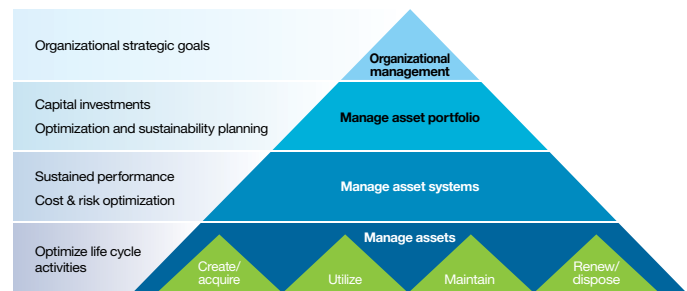 Organizational strategic goals
Organizational
management
Capital investments
Optimization and sustainability planning
Manage asset portfolio
Sustained performance
Cost & risk optimization
Manage asset systems
Optimize life cycle
activities
Manage assets
Create/
acquire
Utilize
Maintain
Renew/
dispose